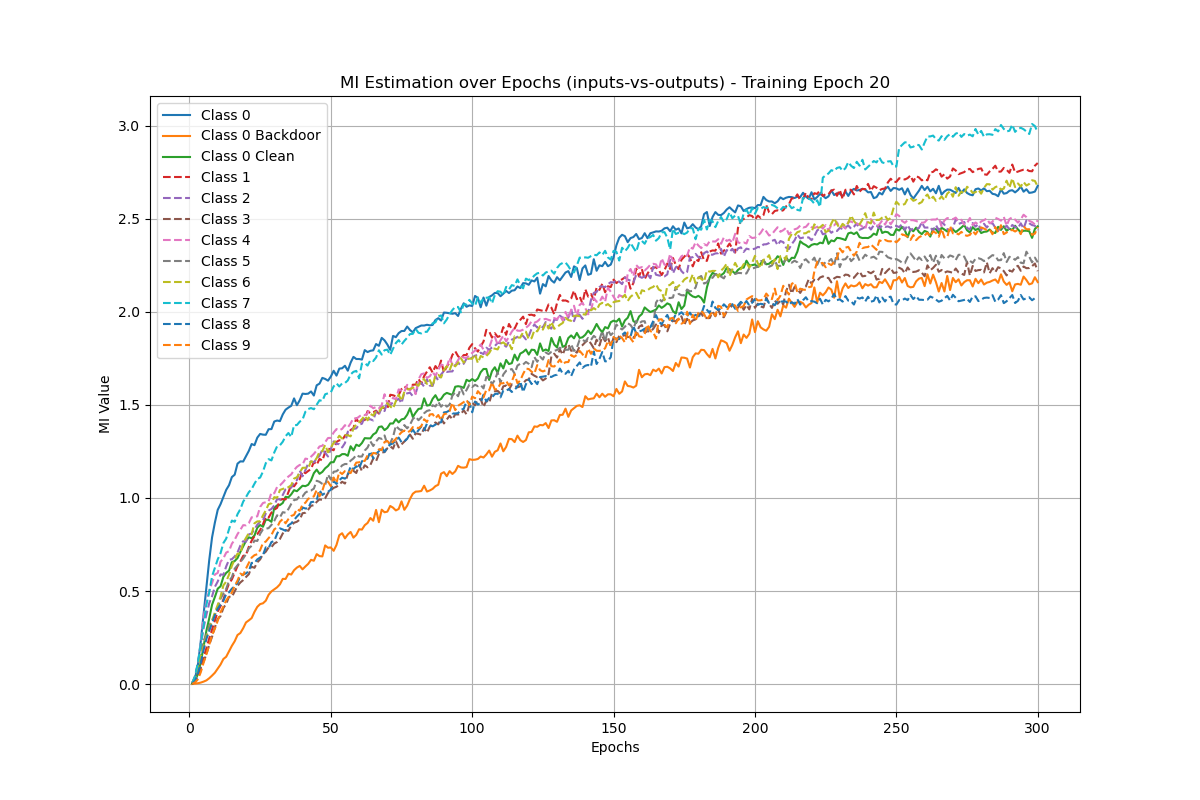 MI Estimation over Epochs (inputs-vs-outputs) - Training Epoch 20
Class 0
Class 0 Backdoor
Class 0 Clean
Class 1
Class 2
Class 3
Class 4
Class 5
Class 6
Class 7
Class 8
Class 9
MI Value
3.0
2.5
2.0
1.5
1.0
0.5
0.0
0 50 100 150 200 250 300
Epochs